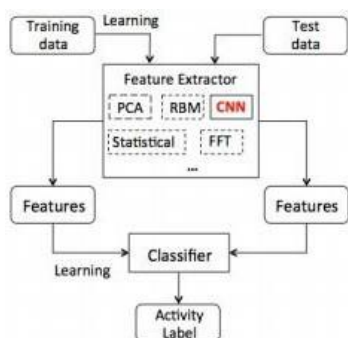 Training
data
Learning
Test
data
Feature Extractor
PCA
RBM
CNN
Statistical
FFT
...
Features
Features
Learning
Classifier
Activity
Label